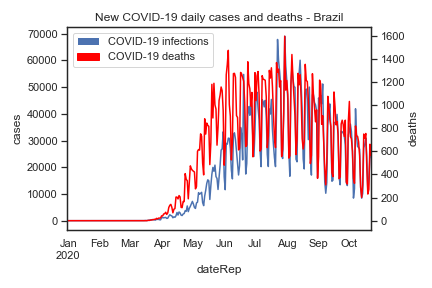 New COVID-19 daily cases and deaths - Brazil
COVID-19 infections
COVID-19 deaths
70000
60000
50000
40000
30000
20000
10000
0
cases
1600
1400
1200
1000
800
600
400
200
0
deaths
Jan Feb Mar Apr May Jun Jul Aug Sep Oct
2020
dateRep